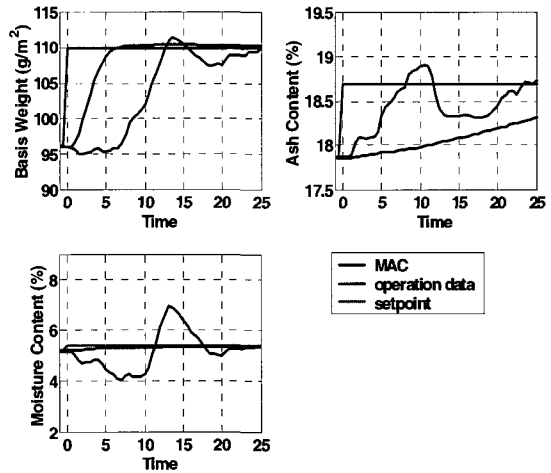 Basis Weight (g/m²)
115
110
105
100
95
90
0 5 10 15 20 25
Time
Ash Content (%)
19.5
19
18.5
18
17.5
0 5 10 15 20 25
Time
Moisture Content (%)
8
6
4
2
0 5 10 15 20 25
Time
MAC
operation data
setpoint